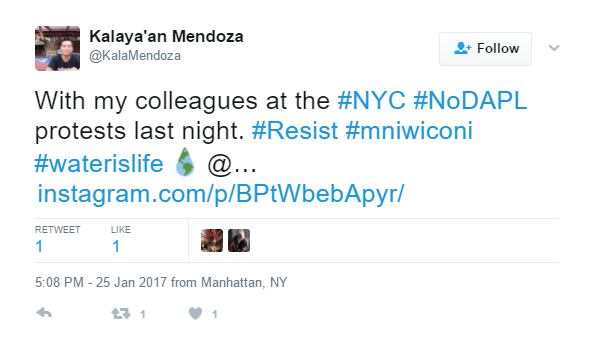 Kalaya'an Mendoza
@KalaMendoza
Follow
With my colleagues at the #NYC #NoDAPL
protests last night. #Resist #mniwiconi
#waterislife @…
instagram.com/p/BPtWbebApyr/
RETWEET LIKE
1 1
5:08 PM - 25 Jan 2017 from Manhattan, NY
1 1